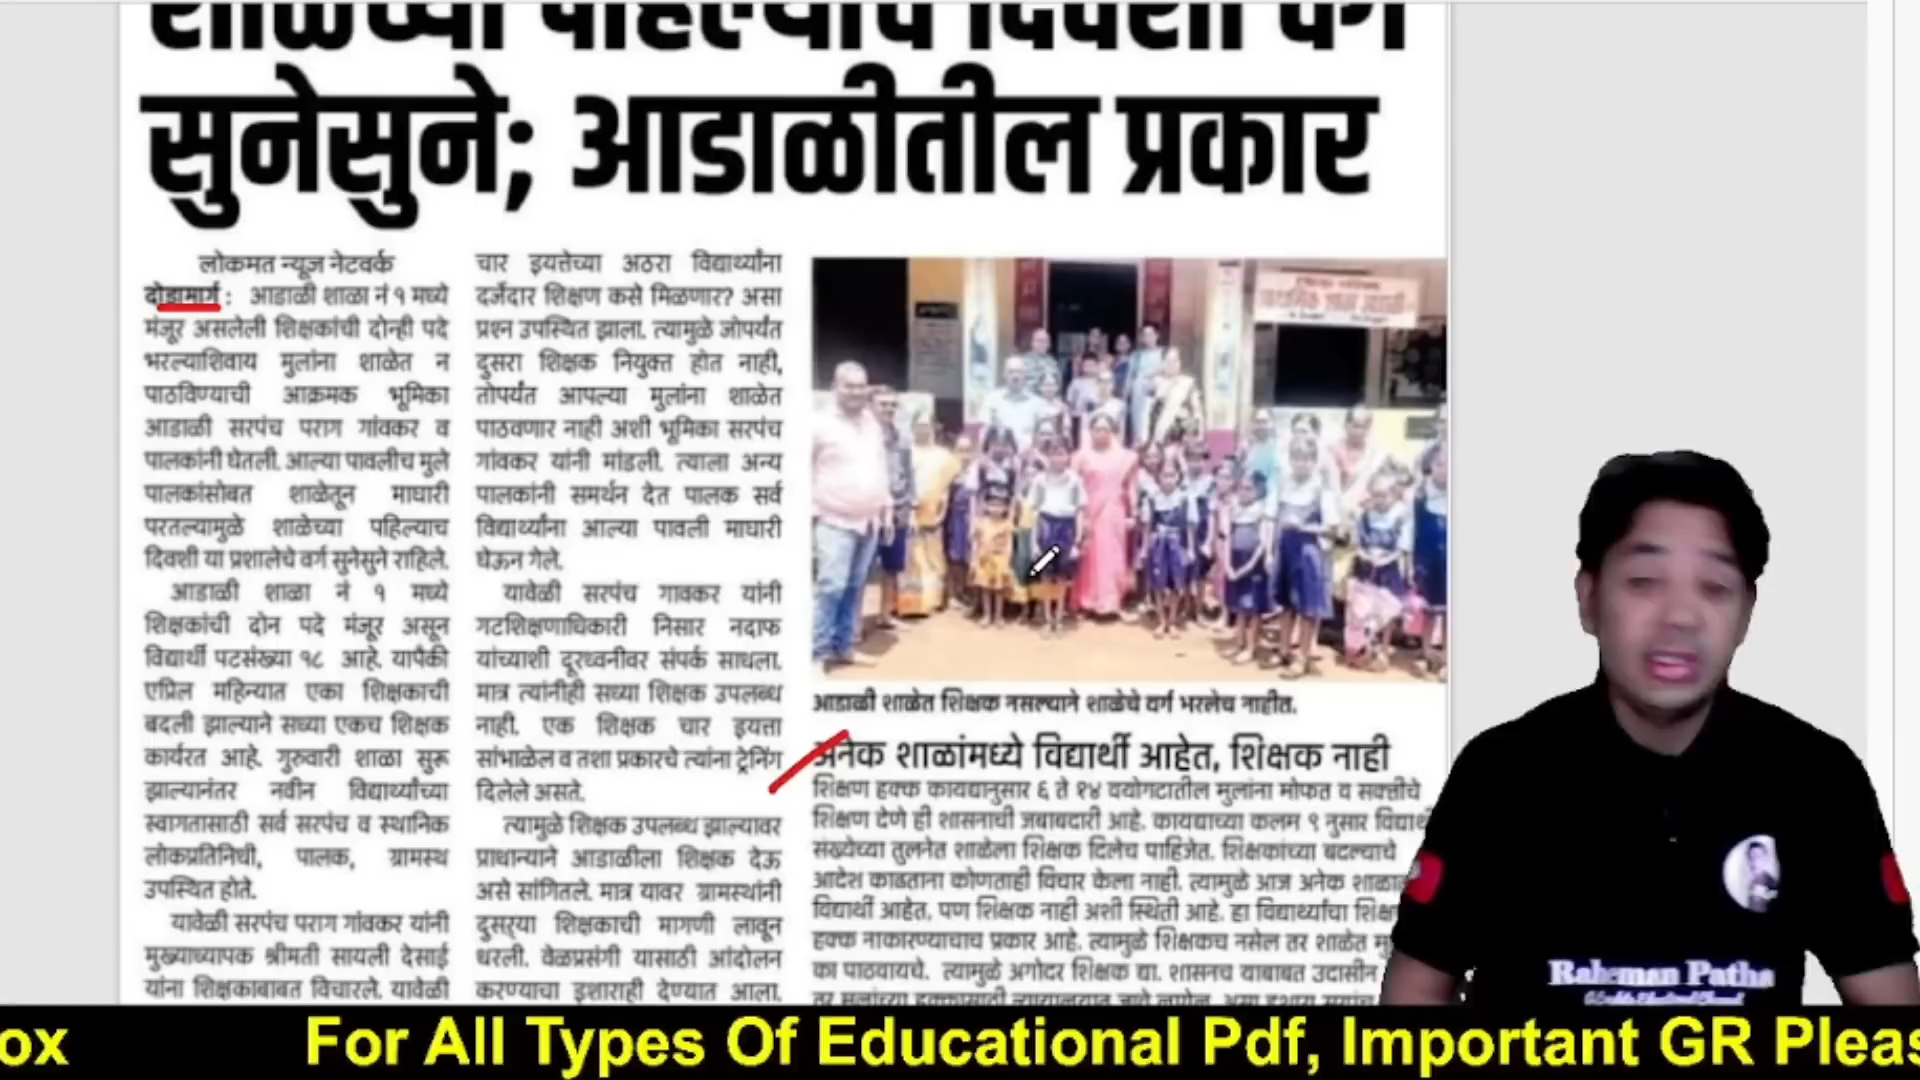 शाळेच्या पहिल्याच दिवशी वर्ग
सुनेसुने; आडाळीतील प्रकार
लोकमत न्यूज नेटवर्क
दोडामार्ग : आडाळी शाळा नं १ मध्ये
मंजूर असलेली शिक्षकांची दोन्ही पदे
भरल्याशिवाय मुलांना शाळेत न
पाठविण्याची आक्रमक भूमिका
आडाळी सरपंच पराग गांवकर व
पालकांनी घेतली. आल्या पावलीच मुले
पालकांसोबत शाळेतून माघारी
परतल्यामुळे शाळेच्या पहिल्याच
दिवशी या प्रशालेचे वर्ग सुनेसुने राहिले.
आडाळी शाळा नं १ मध्ये
शिक्षकांची दोन पदे मंजूर असून
विद्यार्थी पटसंख्या १८ आहे. यापैकी
एप्रिल महिन्यात एका शिक्षकाची
बदली झाल्याने सध्या एकच शिक्षक
कार्यरत आहे. गुरुवारी शाळा सुरू
झाल्यानंतर नवीन विद्यार्थ्यांच्या
स्वागतासाठी सर्व सरपंच व स्थानिक
लोकप्रतिनिधी, पालक, ग्रामस्थ
उपस्थित होते.
यावेळी सरपंच पराग गांवकर यांनी
मुख्याध्यापक श्रीमती सायली देसाई
यांना शिक्षकाबाबत विचारले. यावेळी
चार इयत्तेच्या अठरा विद्यार्थ्यांना
दर्जेदार शिक्षण कसे मिळणार? असा
प्रश्न उपस्थित झाला. त्यामुळे जोपर्यंत
दुसरा शिक्षक नियुक्त होत नाही,
तोपर्यंत आपल्या मुलांना शाळेत
पाठवणार नाही अशी भूमिका सरपंच
गांवकर यांनी मांडली. त्याला अन्य
पालकांनी समर्थन देत पालक सर्व
विद्यार्थ्यांना आल्या पावली माघारी
घेऊन गेले.
यावेळी सरपंच गावकर यांनी
गटशिक्षणाधिकारी निसार नदाफ
यांच्याशी दूरध्वनीवर संपर्क साधला.
मात्र त्यांनीही सध्या शिक्षक उपलब्ध
नाही. एक शिक्षक चार इयत्ता
सांभाळेल व तशा प्रकारचे त्यांना ट्रेनिंग
दिलेले असते.
त्यामुळे शिक्षक उपलब्ध झाल्यावर
प्राधान्याने आडाळीला शिक्षक देऊ
असे सांगितले. मात्र यावर ग्रामस्थांनी
दुसऱ्या शिक्षकाची मागणी लावून
धरली. वेळप्रसंगी यासाठी आंदोलन
करण्याचा इशाराही देण्यात आला.
आडाळी शाळेत शिक्षक नसल्याने शाळेचे वर्ग भरलेच नाहीत.
अनेक शाळांमध्ये विद्यार्थी आहेत, शिक्षक नाही
शिक्षण हक्क कायद्यानुसार ६ ते १४ वयोगटातील मुलांना मोफत व सक्तीचे
शिक्षण देणे ही शासनाची जबाबदारी आहे. कायद्याच्या कलम ९ नुसार विद्यार्थी
संख्येच्या तुलनेत शाळेला शिक्षक दिलेच पाहिजेत. शिक्षकांच्या बदल्याचे
आदेश काढताना कोणताही विचार केला नाही. त्यामुळे आज अनेक शाळात
विद्यार्थी आहेत, पण शिक्षक नाही अशी स्थिती आहे. हा विद्यार्थ्यांचा शिक्ष
हक्क नाकारण्याचाच प्रकार आहे. त्यामुळे शिक्षकच नसेल तर शाळेत मु
का पाठवायचे. त्यामुळे अगोदर शिक्षक द्या. शासनच याबाबत उदासीन
Rahman Patha
ox For All Types Of Educational Pdf, Important GR Pleas